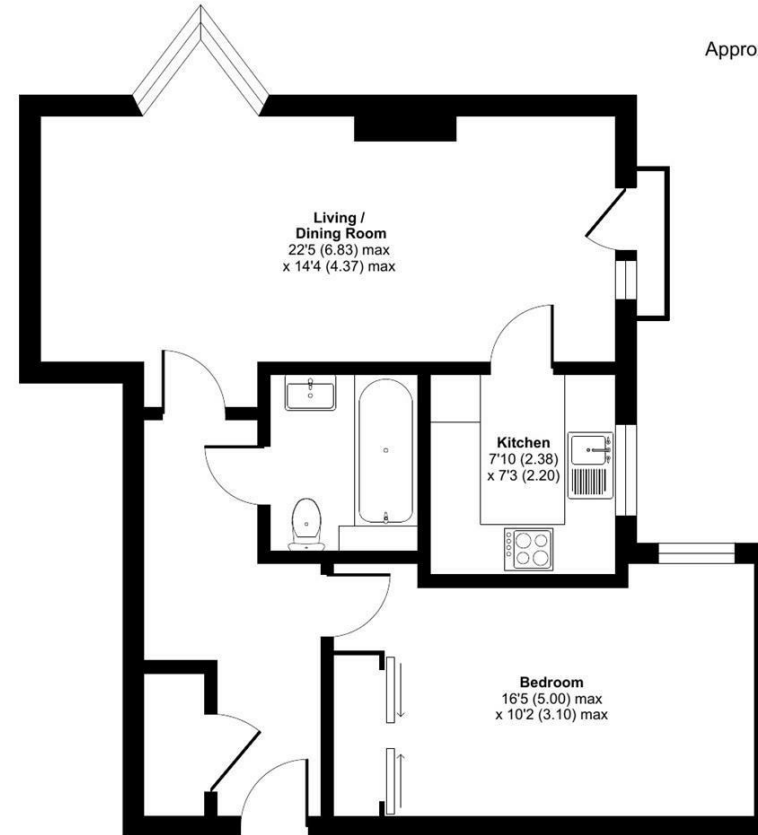 Appro
Living /
Dining Room
22'5 (6.83) max
x 14'4 (4.37) max
Kitchen
7'10 (2.38)
x 7'3 (2.20)
Bedroom
16'5 (5.00) max
x 10'2 (3.10) max